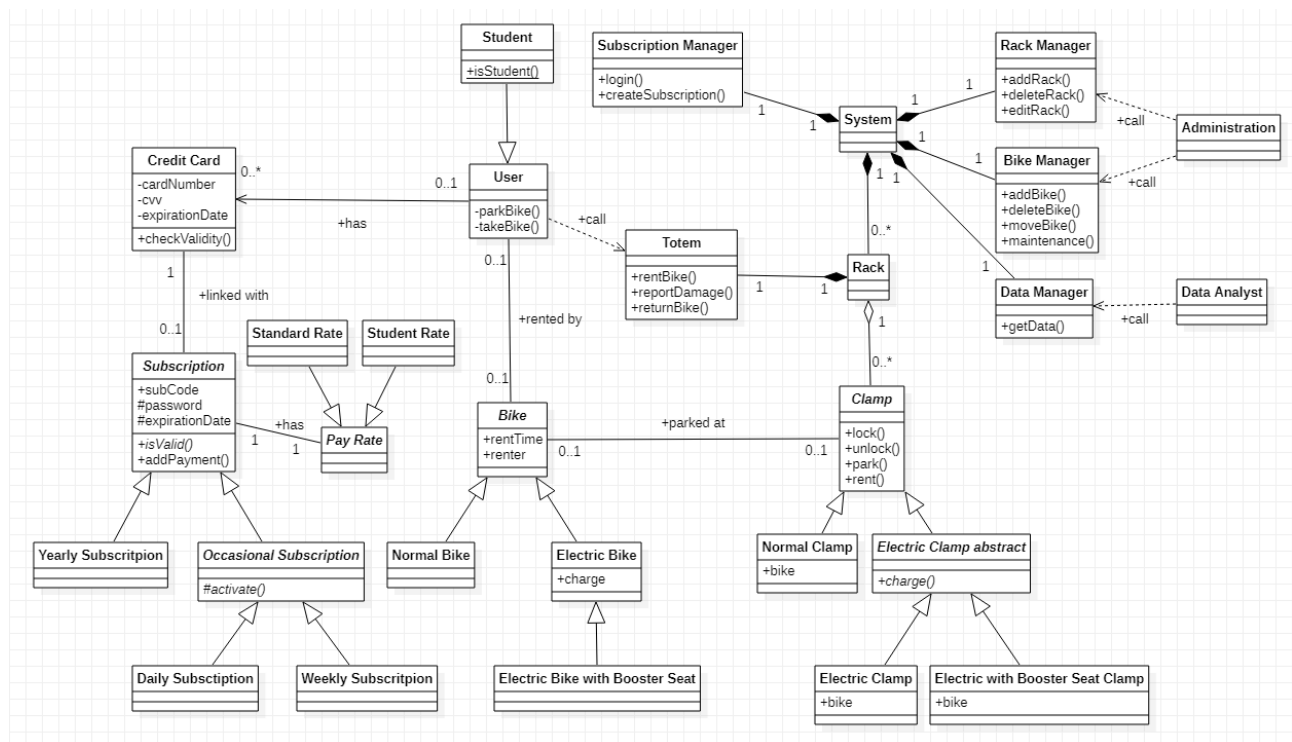 Student
+isStudent()
Subscription Manager
+login()
+createSubscription()
1
1
System
Rack Manager
+addRack()
+deleteRack()
+editRack()
1
1
+call
Administration
Bike Manager
+addBike()
+deleteBike()
+moveBike()
+maintenance()
1
1
+call
1
1
Data Manager
+getData()
+call
Data Analyst
1
0..*
Credit Card
-cardNumber
-cvv
-expirationDate
+checkValidity()
0..*
0..1
+has
User
-parkBike()
-takeBike()
+call
Totem
+rentBike()
+reportDamage()
+returnBike()
1
1
Rack
1
0..*
1
+linked with
0..1
0..1
+rented by
0..1
Standard Rate
Student Rate
Subscription
+subCode
#password
#expirationDate
+isValid()
+addPayment()
+has
1
1
Pay Rate
Bike
+rentTime
+renter
+parked at
0..1
0..1
Clamp
+lock()
+unlock()
+park()
+rent()
Yearly Subscritpion
Occasional Subscription
#activate()
Normal Bike
Electric Bike
+charge
Normal Clamp
+bike
Electric Clamp abstract
+charge()
Daily Subsctiption
Weekly Subscritpion
Electric Bike with Booster Seat
Electric Clamp
+bike
Electric with Booster Seat Clamp
+bike